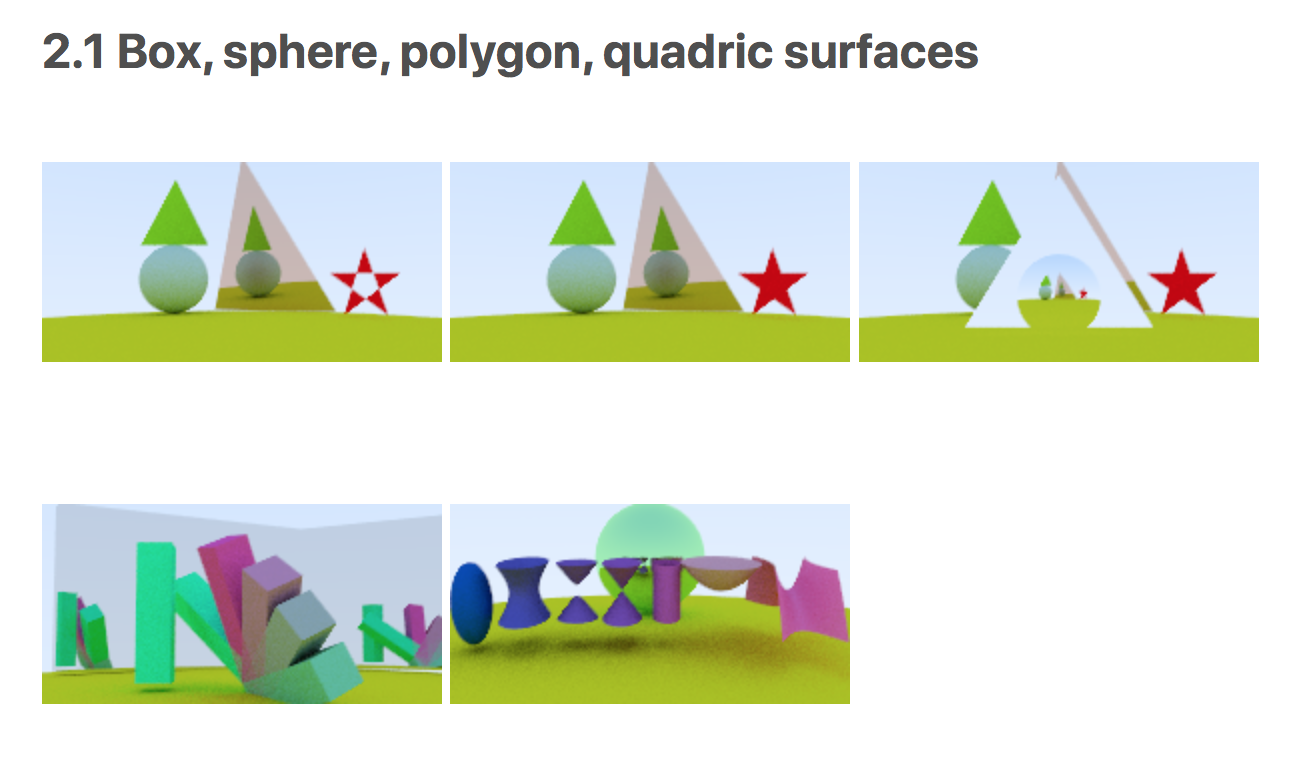 2.1 Box, sphere, polygon, quadric surfaces